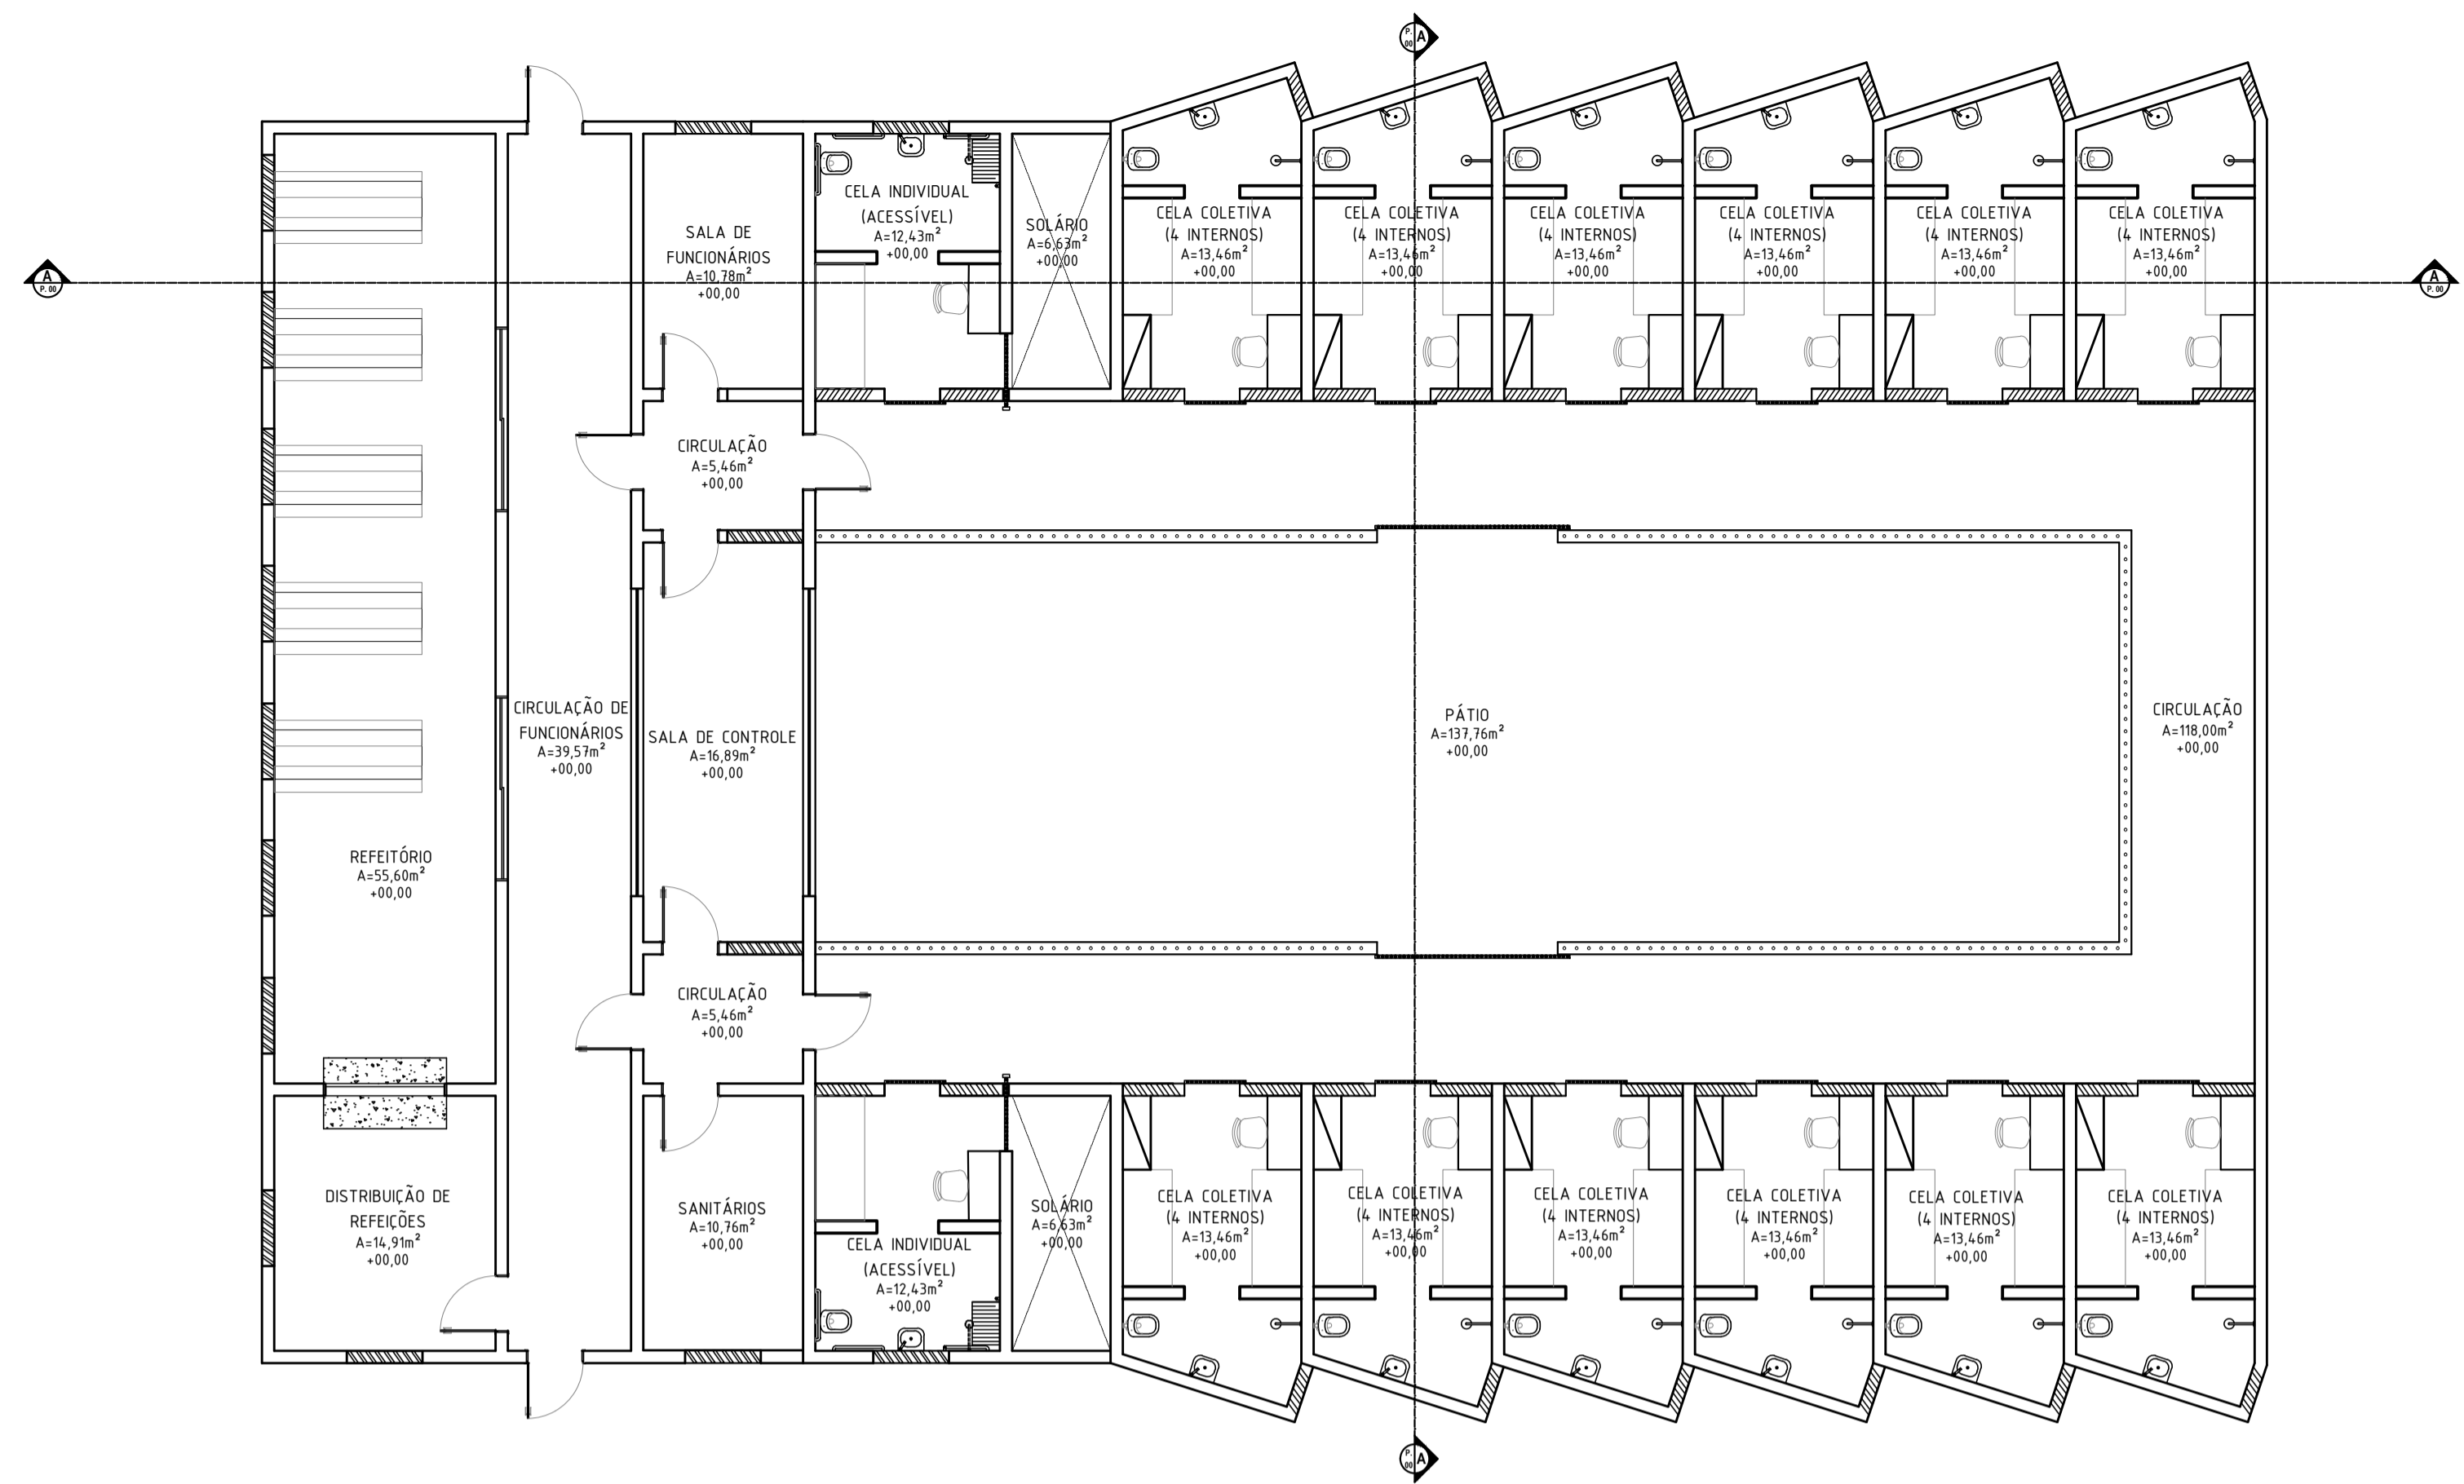 P.
00
A
CELA INDIVIDUAL
(ACESSÍVEL)
A=12,43m²
+00,00
SALA DE
FUNCIONÁRIOS
A=10,78m²
+00,00
SOLÁRIO
A=6,63m²
+00,00
CELA COLETIVA
(4 INTERNOS)
A=13,46m²
+00,00
CELA COLETIVA
(4 INTERNOS)
A=13,46m²
+00,00
CELA COLETIVA
(4 INTERNOS)
A=13,46m²
+00,00
CELA COLETIVA
(4 INTERNOS)
A=13,46m²
+00,00
CELA COLETIVA
(4 INTERNOS)
A=13,46m²
+00,00
CELA COLETIVA
(4 INTERNOS)
A=13,46m²
+00,00
A
P. 00
A
P. 00
CIRCULAÇÃO
A=5,46m²
+00,00
CIRCULAÇÃO DE
FUNCIONÁRIOS
A=39,57m²
+00,00
SALA DE CONTROLE
A=16,89m²
+00,00
PÁTIO
A=137,76m²
+00,00
CIRCULAÇÃO
A=118,00m²
+00,00
REFEITÓRIO
A=55,60m²
+00,00
CIRCULAÇÃO
A=5,46m²
+00,00
DISTRIBUIÇÃO DE
REFEIÇÕES
A=14,91m²
+00,00
SANITÁRIOS
A=10,76m²
+00,00
CELA INDIVIDUAL
(ACESSÍVEL)
A=12,43m²
+00,00
SOLÁRIO
A=6,63m²
+00,00
CELA COLETIVA
(4 INTERNOS)
A=13,46m²
+00,00
CELA COLETIVA
(4 INTERNOS)
A=13,46m²
+00,00
CELA COLETIVA
(4 INTERNOS)
A=13,46m²
+00,00
CELA COLETIVA
(4 INTERNOS)
A=13,46m²
+00,00
CELA COLETIVA
(4 INTERNOS)
A=13,46m²
+00,00
CELA COLETIVA
(4 INTERNOS)
A=13,46m²
+00,00
P.
00
A